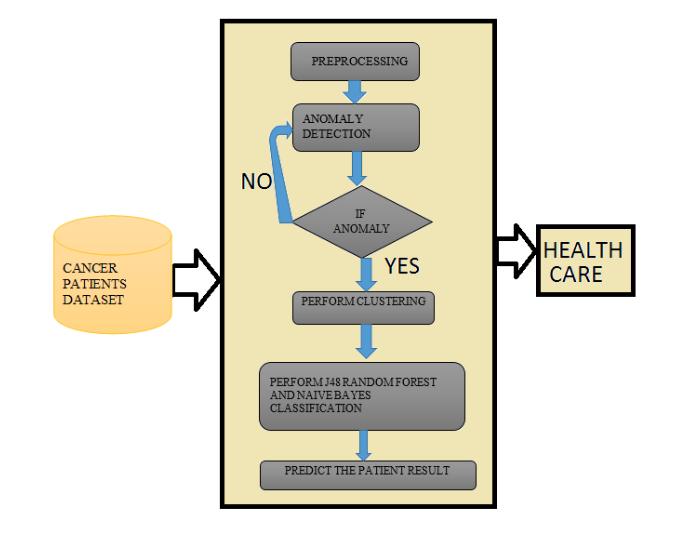 PREPROCESSING
ANOMALY
DETECTION
NO
IF
ANOMALY
YES
CANCER
PATIENTS
DATASET
HEALTH
CARE
PERFORM CLUSTERING
PERFORM J48 RANDOM FOREST
AND NAIVE BAYES
CLASSIFICATION
PREDICT THE PATIENT RESULT